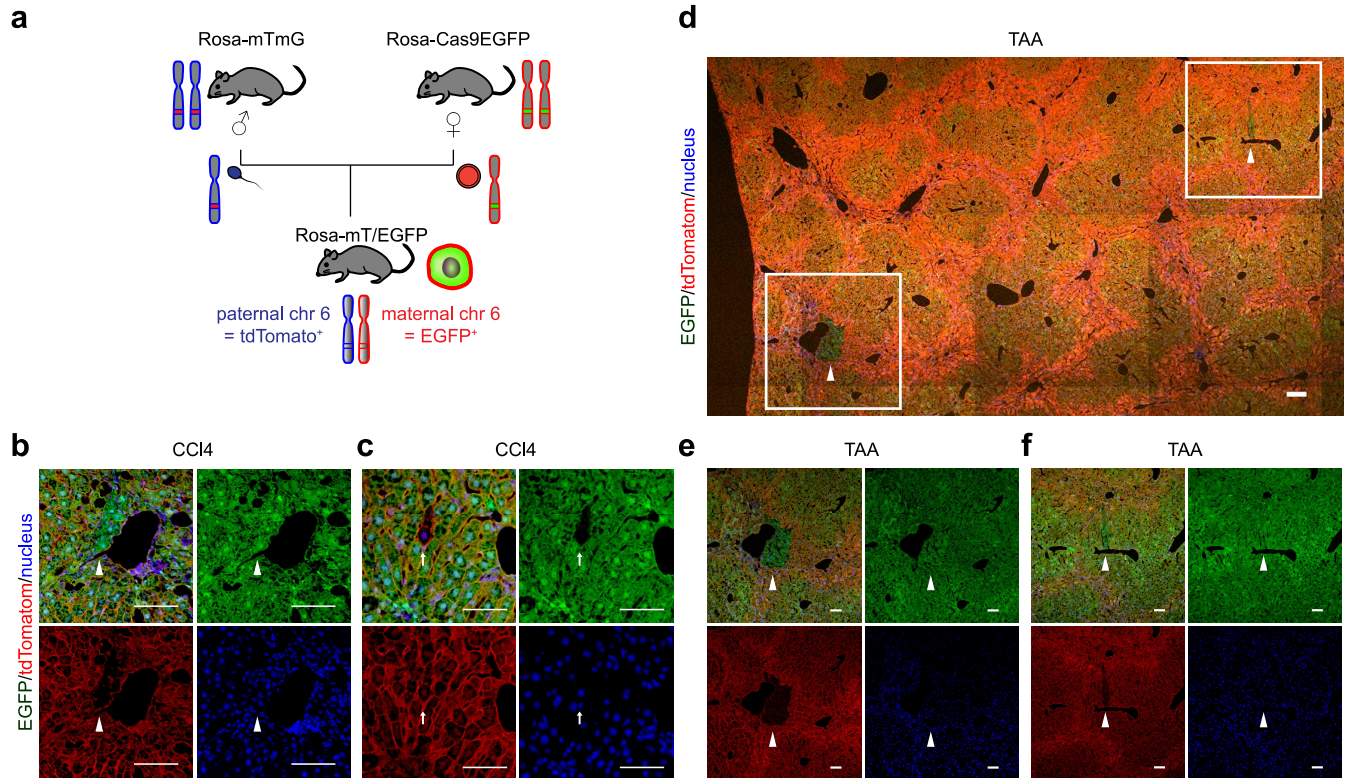 a
Rosa-mTmG
Rosa-Cas9EGFP
♂
♀
Rosa-mT/EGFP
paternal chr 6
= tdTomato⁺
maternal chr 6
= EGFP⁺
d
TAA
EGFP/tdTomatom/nucleus
b
CCl4
c
CCl4
e
TAA
f
TAA
EGFP/tdTomatom/nucleus